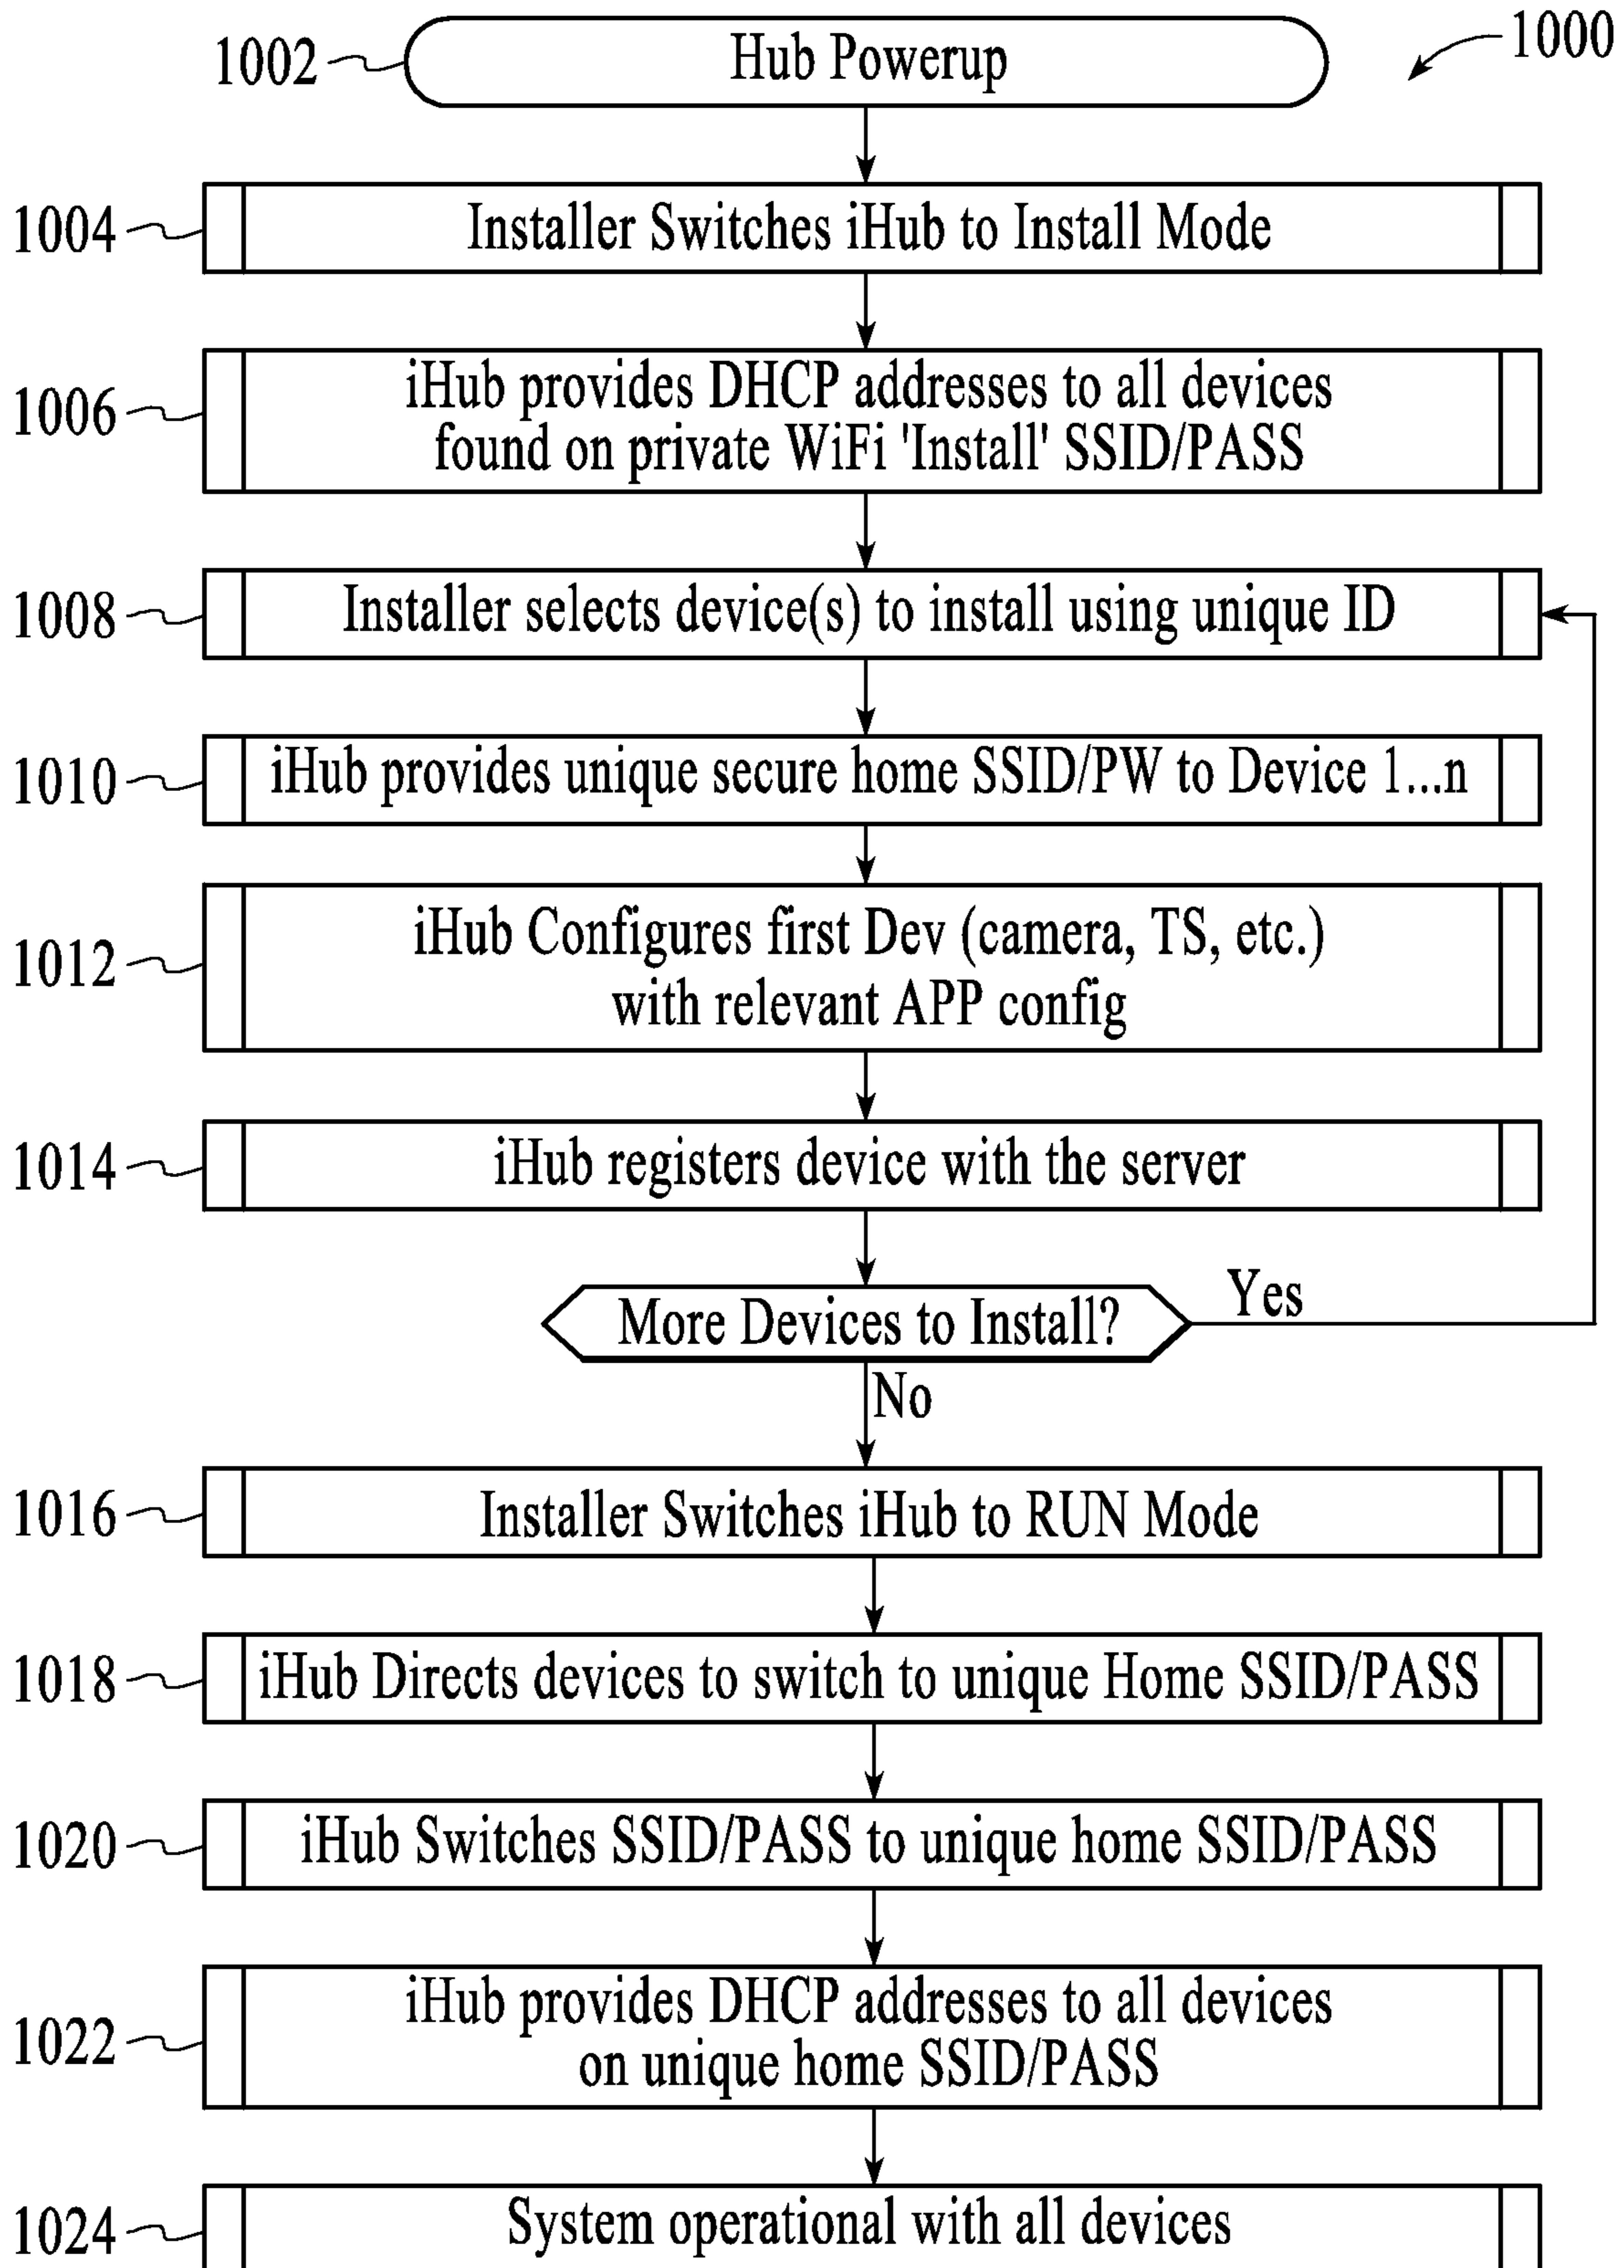 1002
Hub Powerup
1000
1004
Installer Switches iHub to Install Mode
1006
iHub provides DHCP addresses to all devices
found on private WiFi 'Install' SSID/PASS
1008
Installer selects device(s) to install using unique ID
1010
iHub provides unique secure home SSID/PW to Device 1...n
1012
iHub Configures first Dev (camera, TS, etc.)
with relevant APP config
1014
iHub registers device with the server
More Devices to Install?
Yes
No
1016
Installer Switches iHub to RUN Mode
1018
iHub Directs devices to switch to unique Home SSID/PASS
1020
iHub Switches SSID/PASS to unique home SSID/PASS
1022
iHub provides DHCP addresses to all devices
on unique home SSID/PASS
1024
System operational with all devices